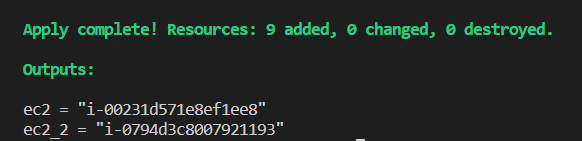 Apply complete! Resources: 9 added, 0 changed, 0 destroyed.
Outputs:
ec2 = "i-00231d571e8ef1ee8"
ec2_2 = "i-0794d3c8007921193"